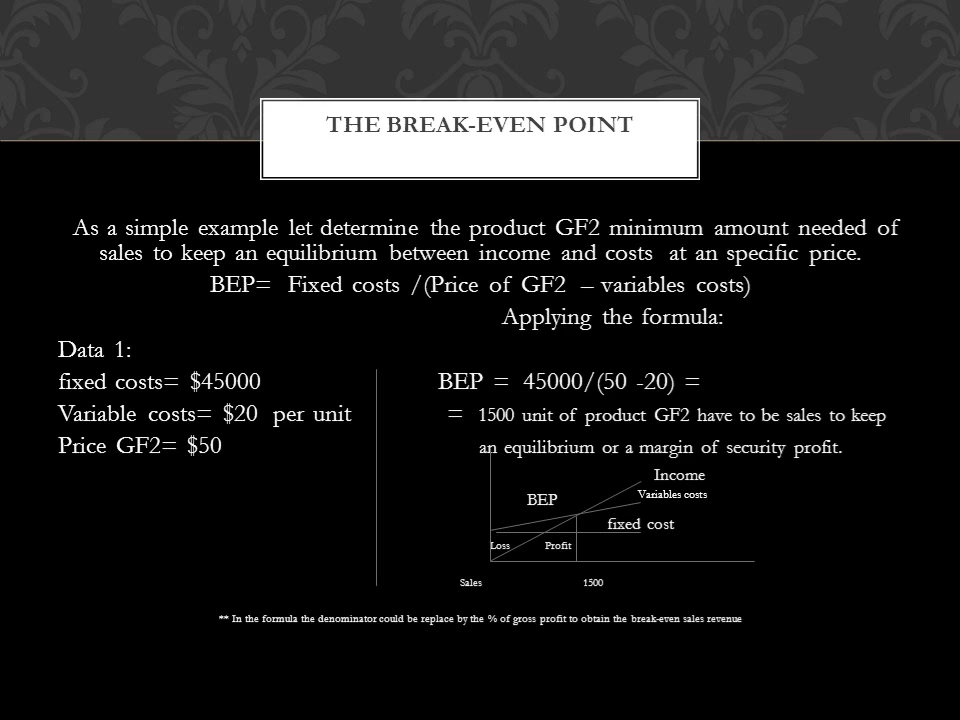 THE BREAK-EVEN POINT
As a simple example let determine the product GF2 minimum amount needed of
sales to keep an equilibrium between income and costs at an specific price.
BEP= Fixed costs /(Price of GF2 – variables costs)
Applying the formula:
Data 1:
fixed costs= $45000 BEP = 45000/(50 -20) =
Variable costs= $20 per unit = 1500 unit of product GF2 have to be sales to keep
Price GF2= $50 an equilibrium or a margin of security profit.
Income
Variables costs
BEP
fixed cost
Loss Profit
Sales 1500
** In the formula the denominator could be replace by the % of gross profit to obtain the break-even sales revenue